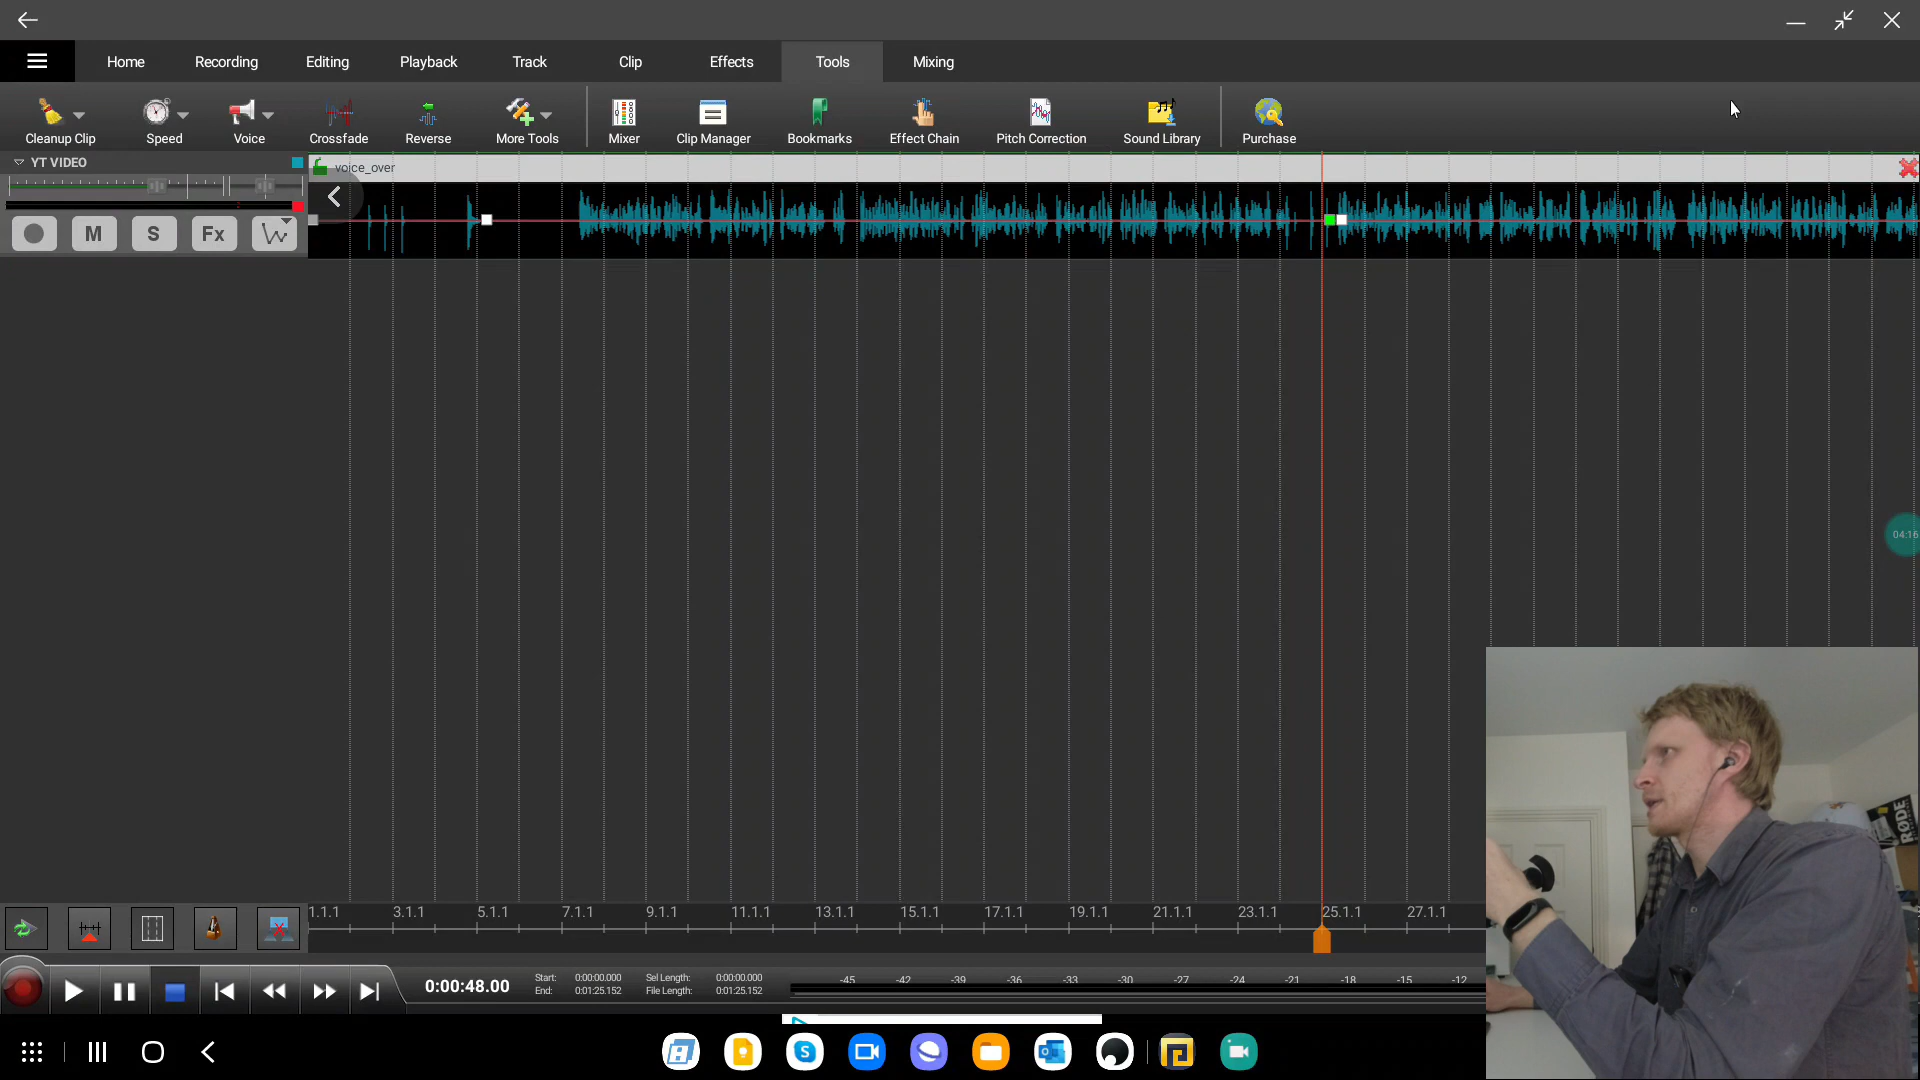 Home Recording Editing Playback Track Clip Effects Tools Mixing
Cleanup Clip Speed Voice Crossfade Reverse More Tools Mixer Clip Manager Bookmarks Effect Chain Pitch Correction Sound Library Purchase
YT VIDEO
voice_over
M S Fx
04:16
RØDE
1.1.1 3.1.1 5.1.1 7.1.1 9.1.1 11.1.1 13.1.1 15.1.1 17.1.1 19.1.1 21.1.1 23.1.1 25.1.1 27.1.1
0:00:48.00
Start: 0:00:00.000 Sel Length: 0:00:00.000
End: 0:01:25.152 File Length: 0:01:25.152
-45 -42 -39 -36 -33 -30 -27 -24 -21 -18 -15 -12